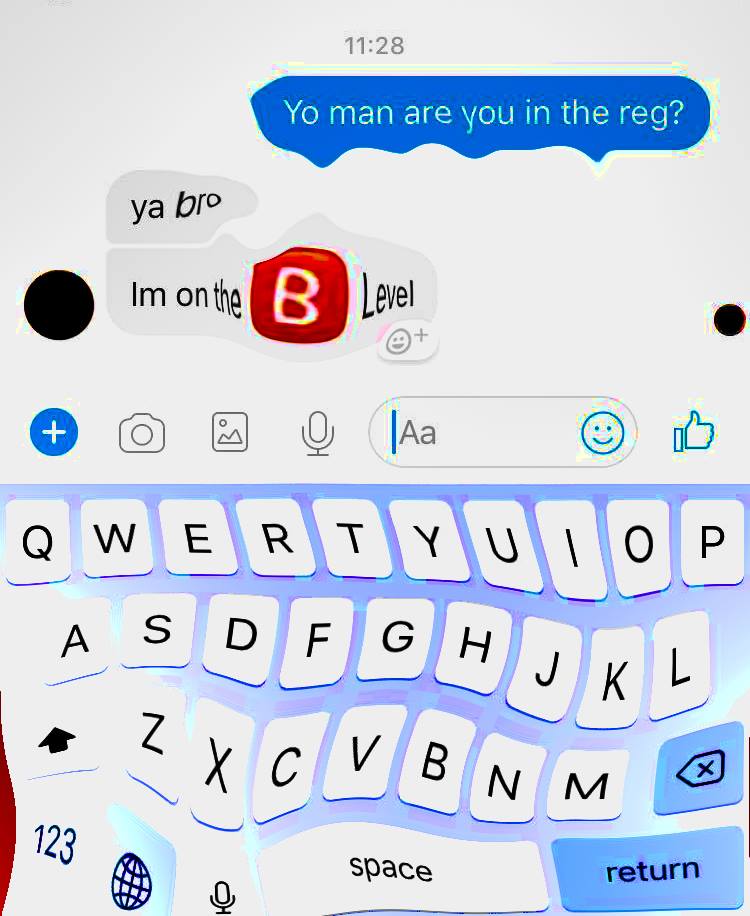 11:28
Yo man are you in the reg?
ya bro
Im on the B Level
Aa
Q W E R T Y U I O P
A S D F G H J K L
Z X C V B N M
123 space return